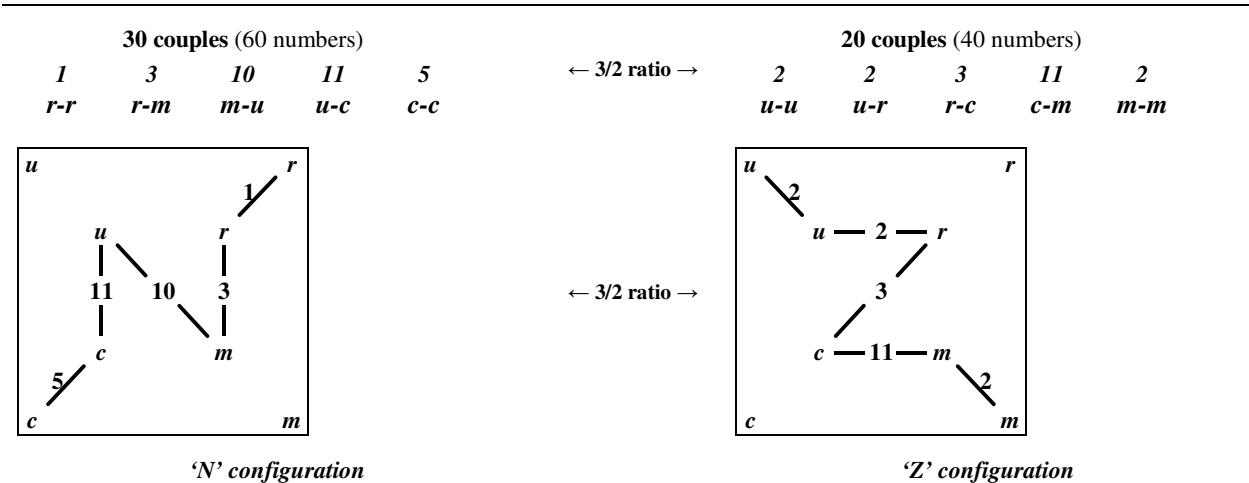 30 couples (60 numbers) 20 couples (40 numbers)
1 3 10 11 5 ← 3/2 ratio → 2 2 3 11 2
r-r r-m m-u u-c c-c u-u u-r r-c c-m m-m
u r u r
1 2
u r u 2 r
11 10 3 ← 3/2 ratio → 3
c m c 11 m
5 2
c m c m
‘N’ configuration ‘Z’ configuration